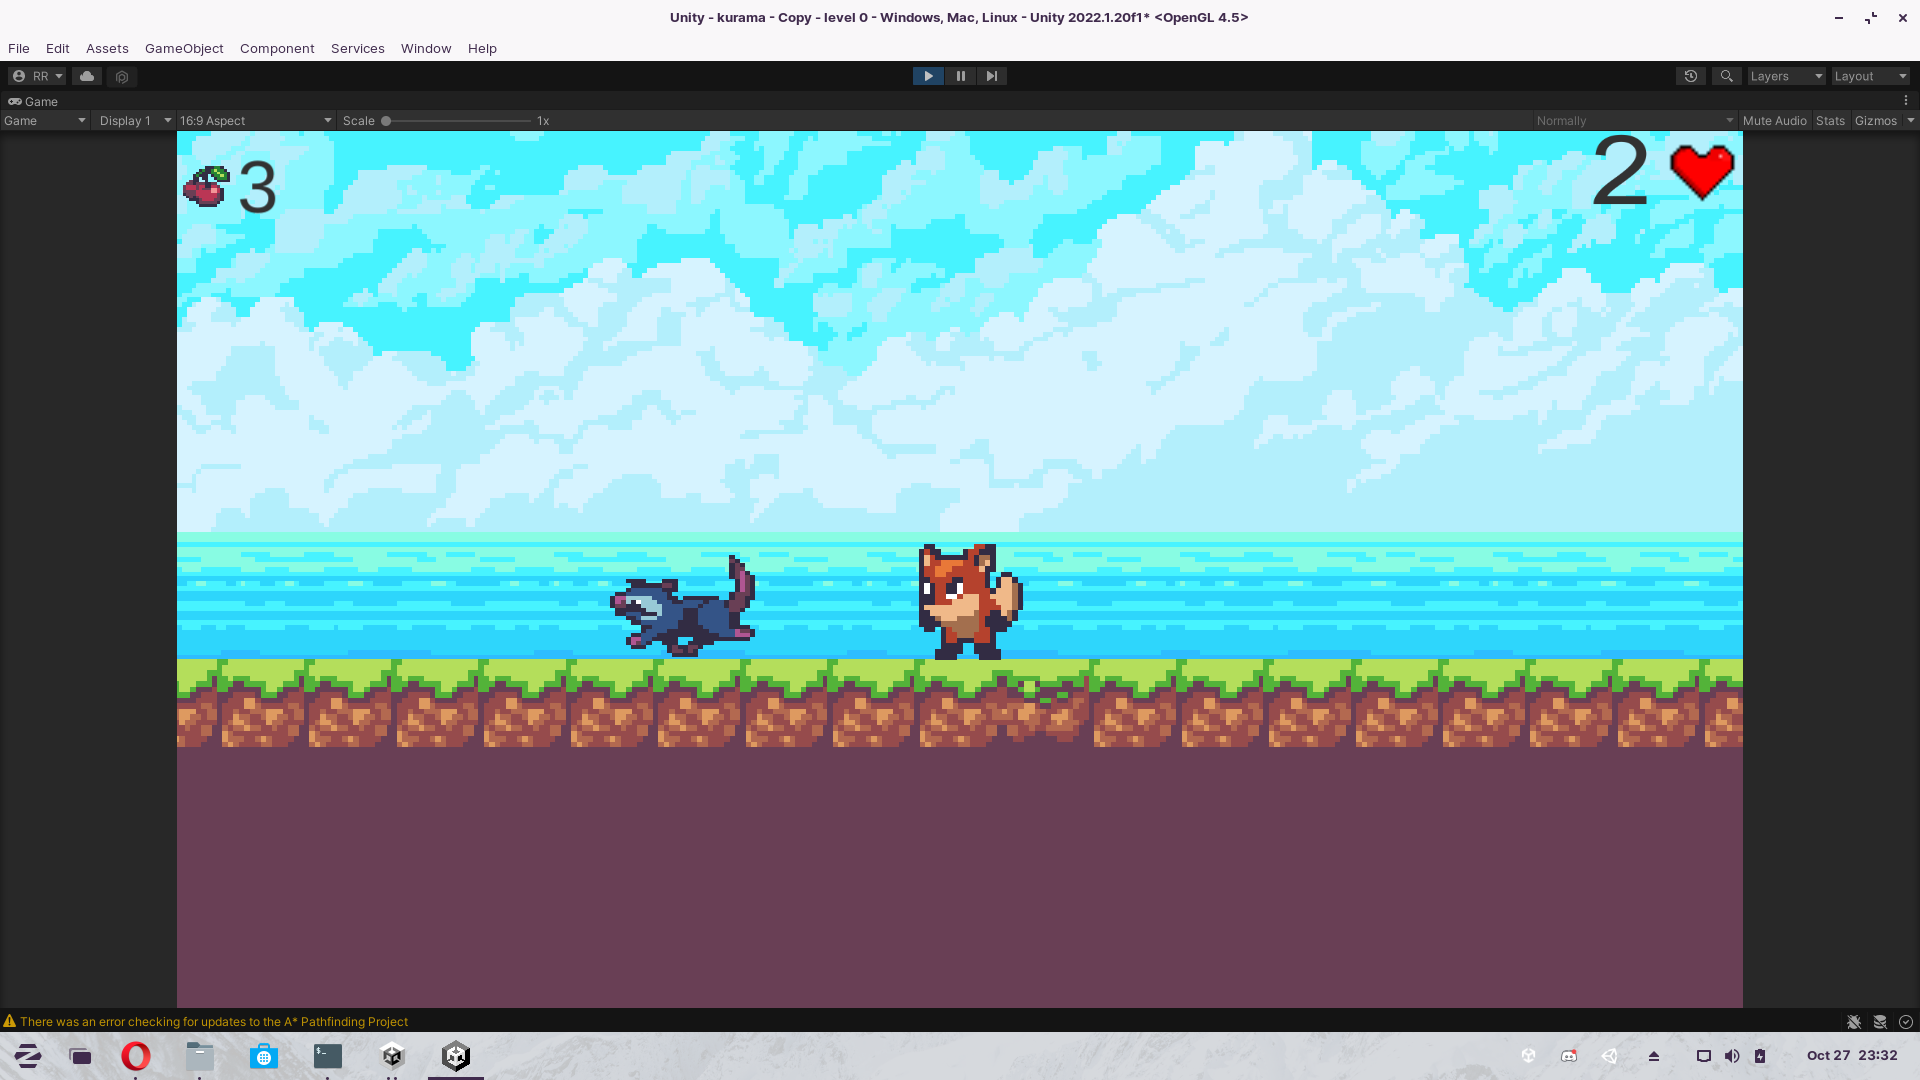 Unity - kurama - Copy - level 0 - Windows, Mac, Linux - Unity 2022.1.20f1* <OpenGL 4.5>
File Edit Assets GameObject Component Services Window Help
RR Layers Layout
Game
Game Display 1 16:9 Aspect Scale 1x Normally Mute Audio Stats Gizmos
3 2
There was an error checking for updates to the A* Pathfinding Project
Oct 27 23:32